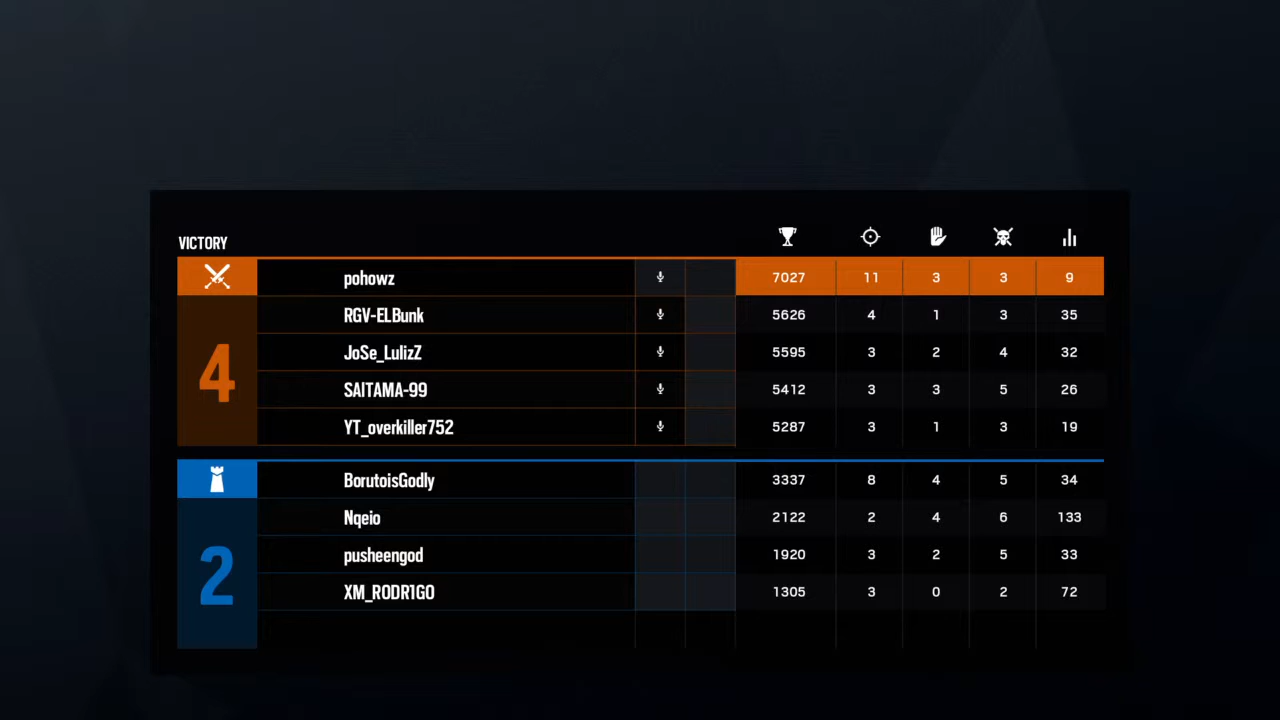 VICTORY
pohowz 7027 11 3 3 9
RGV-ELBunk 5626 4 1 3 35
4
JoSe_LulizZ 5595 3 2 4 32
SAITAMA-99 5412 3 3 5 26
YT_overkiller752 5287 3 1 3 19
BorutoisGodly 3337 8 4 5 34
Nqeio 2122 2 4 6 133
2
pusheengod 1920 3 2 5 33
XM_RODR1GO 1305 3 0 2 72